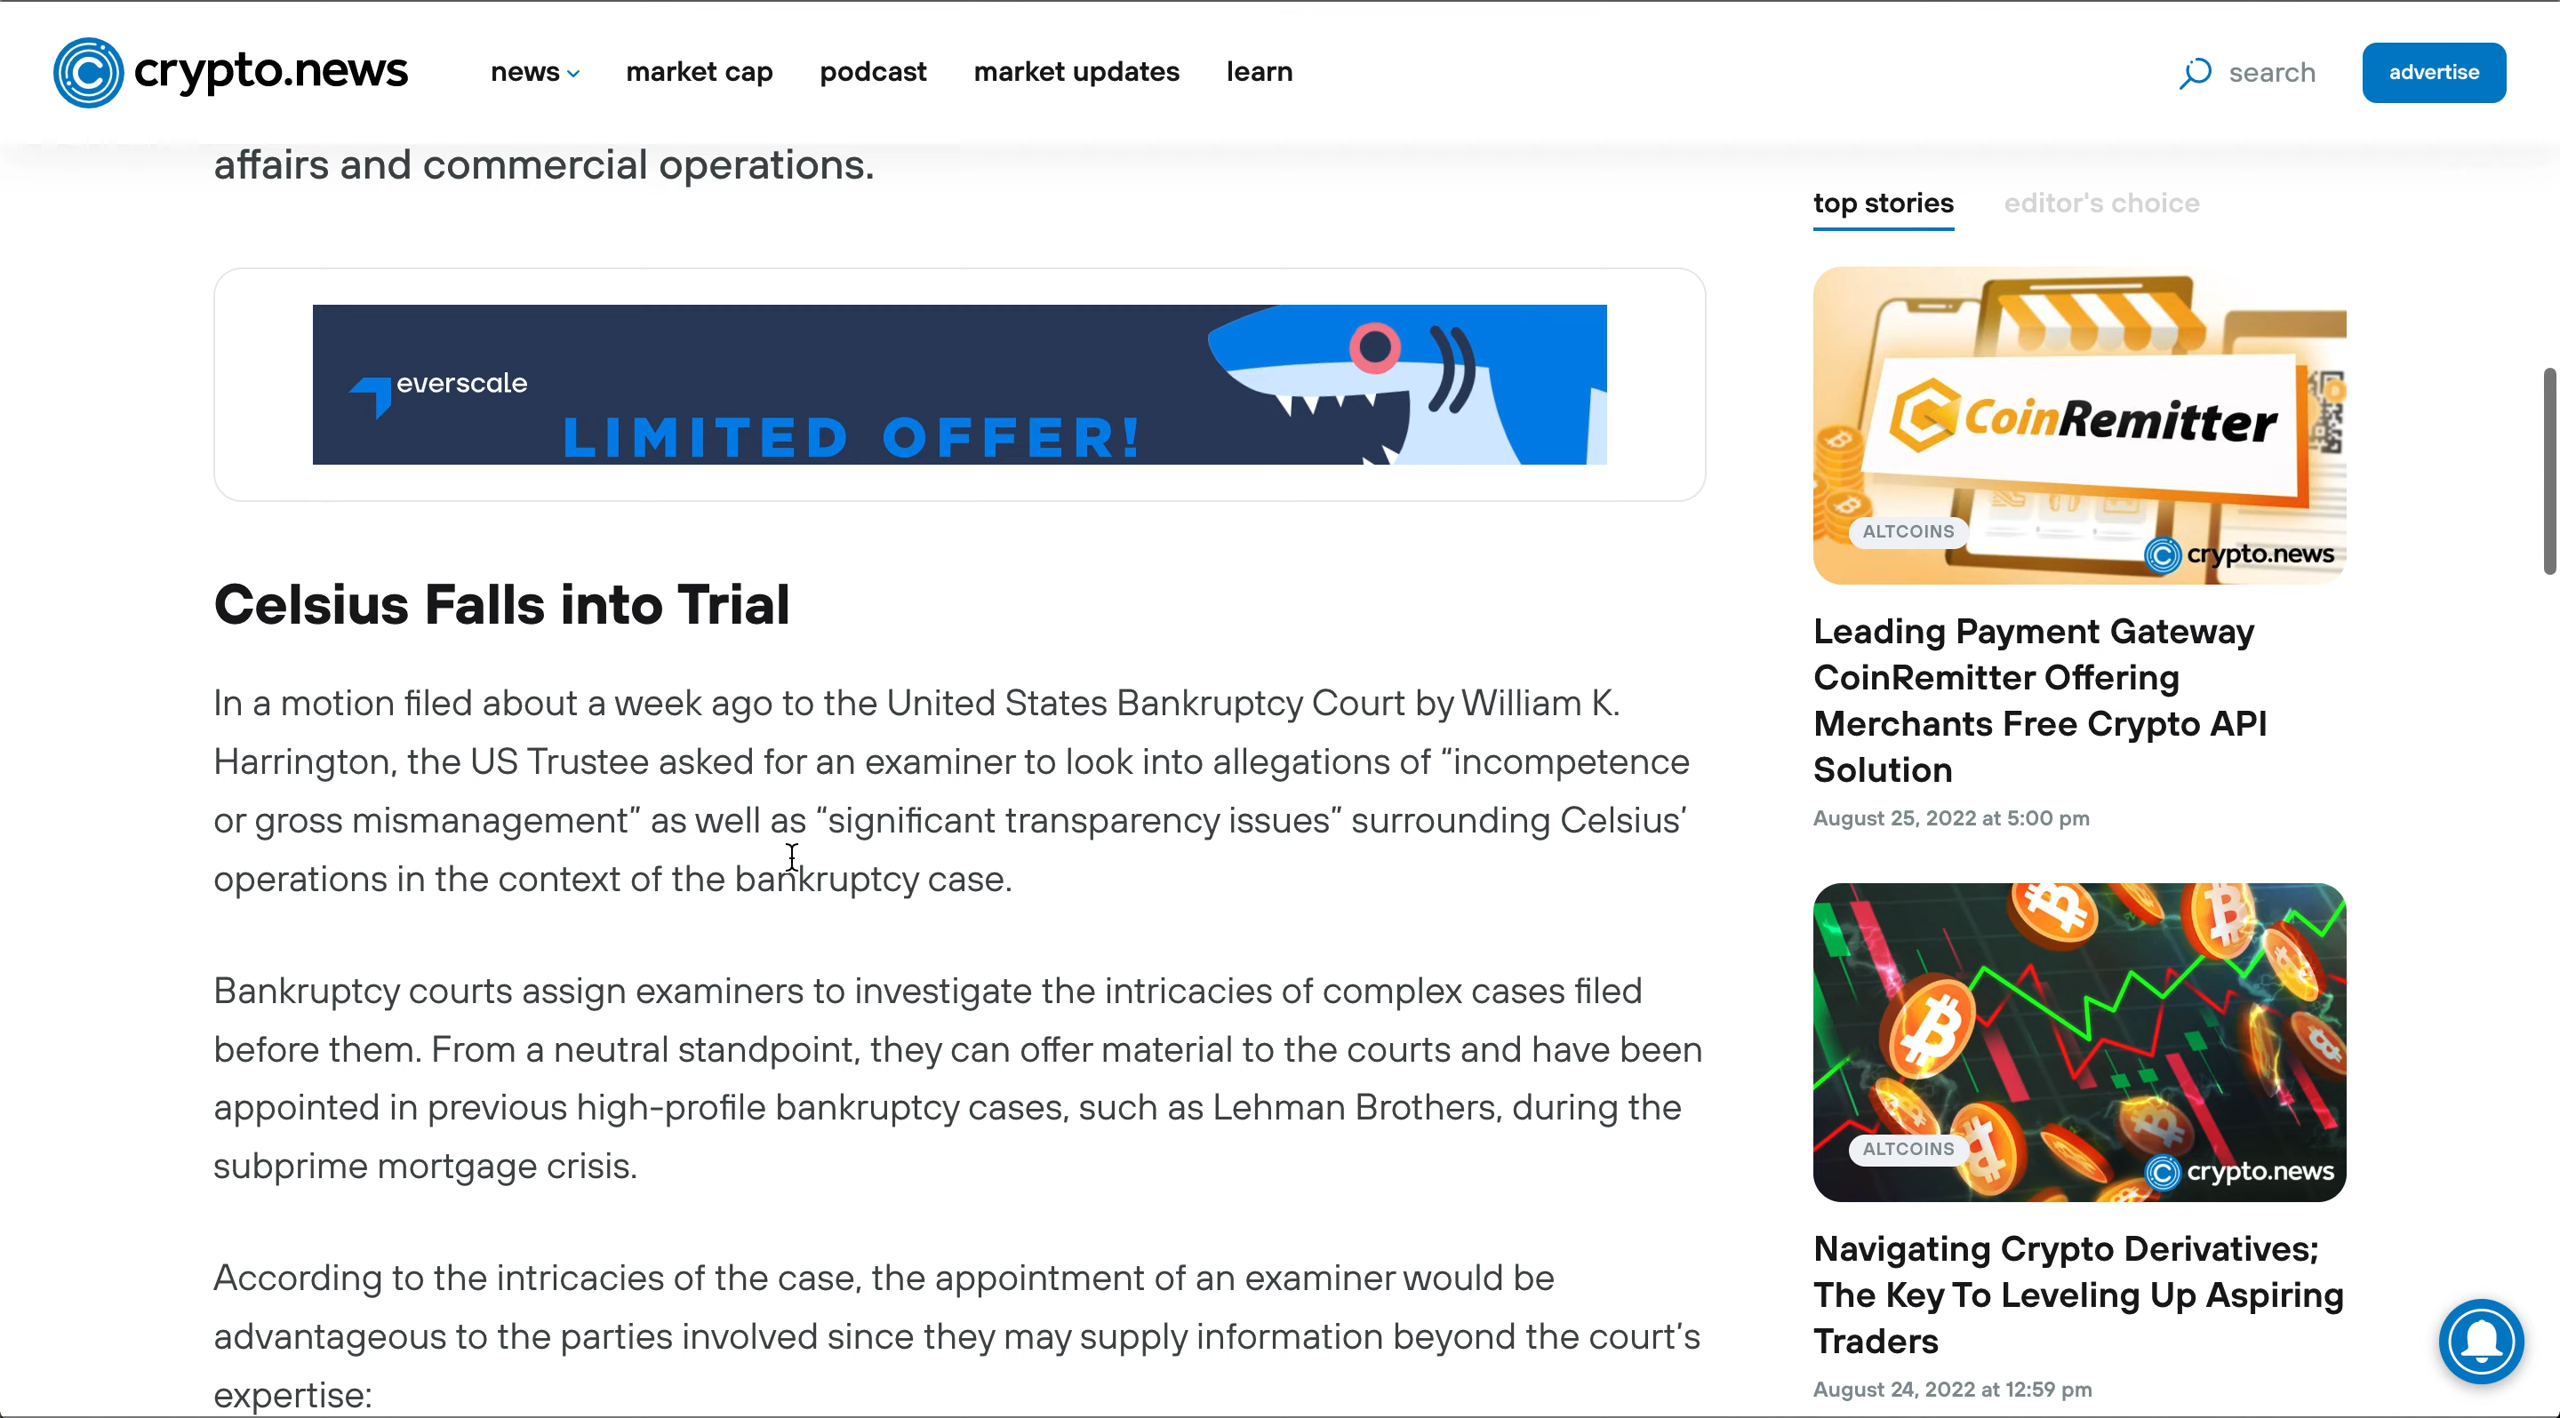 crypto.news
news
market cap
podcast
market updates
learn
search
advertise
affairs and commercial operations.
everscale
LIMITED OFFER!
Celsius Falls into Trial
In a motion filed about a week ago to the United States Bankruptcy Court by William K.
Harrington, the US Trustee asked for an examiner to look into allegations of “incompetence
or gross mismanagement” as well as “significant transparency issues” surrounding Celsius’
operations in the context of the bankruptcy case.
Bankruptcy courts assign examiners to investigate the intricacies of complex cases filed
before them. From a neutral standpoint, they can offer material to the courts and have been
appointed in previous high-profile bankruptcy cases, such as Lehman Brothers, during the
subprime mortgage crisis.
According to the intricacies of the case, the appointment of an examiner would be
advantageous to the parties involved since they may supply information beyond the court’s
expertise:
top stories
editor's choice
CoinRemitter
ALTCOINS
crypto.news
Leading Payment Gateway
CoinRemitter Offering
Merchants Free Crypto API
Solution
August 25, 2022 at 5:00 pm
ALTCOINS
crypto.news
Navigating Crypto Derivatives;
The Key To Leveling Up Aspiring
Traders
August 24, 2022 at 12:59 pm